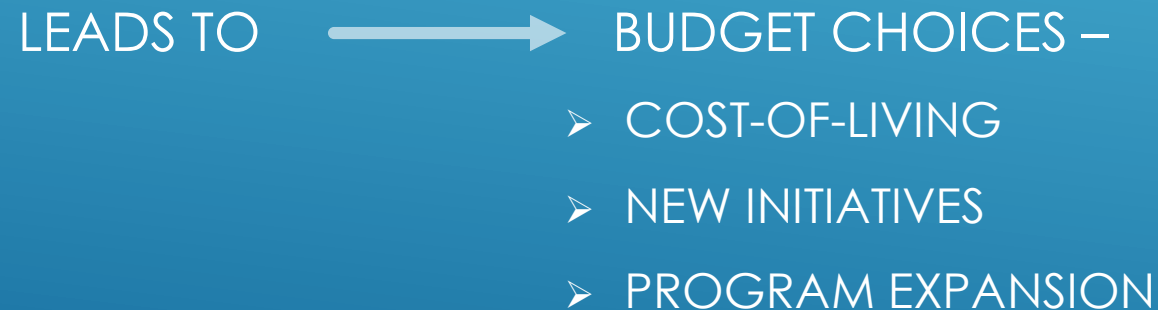 LEADS TO BUDGET CHOICES –
➢ COST-OF-LIVING
➢ NEW INITIATIVES
➢ PROGRAM EXPANSION